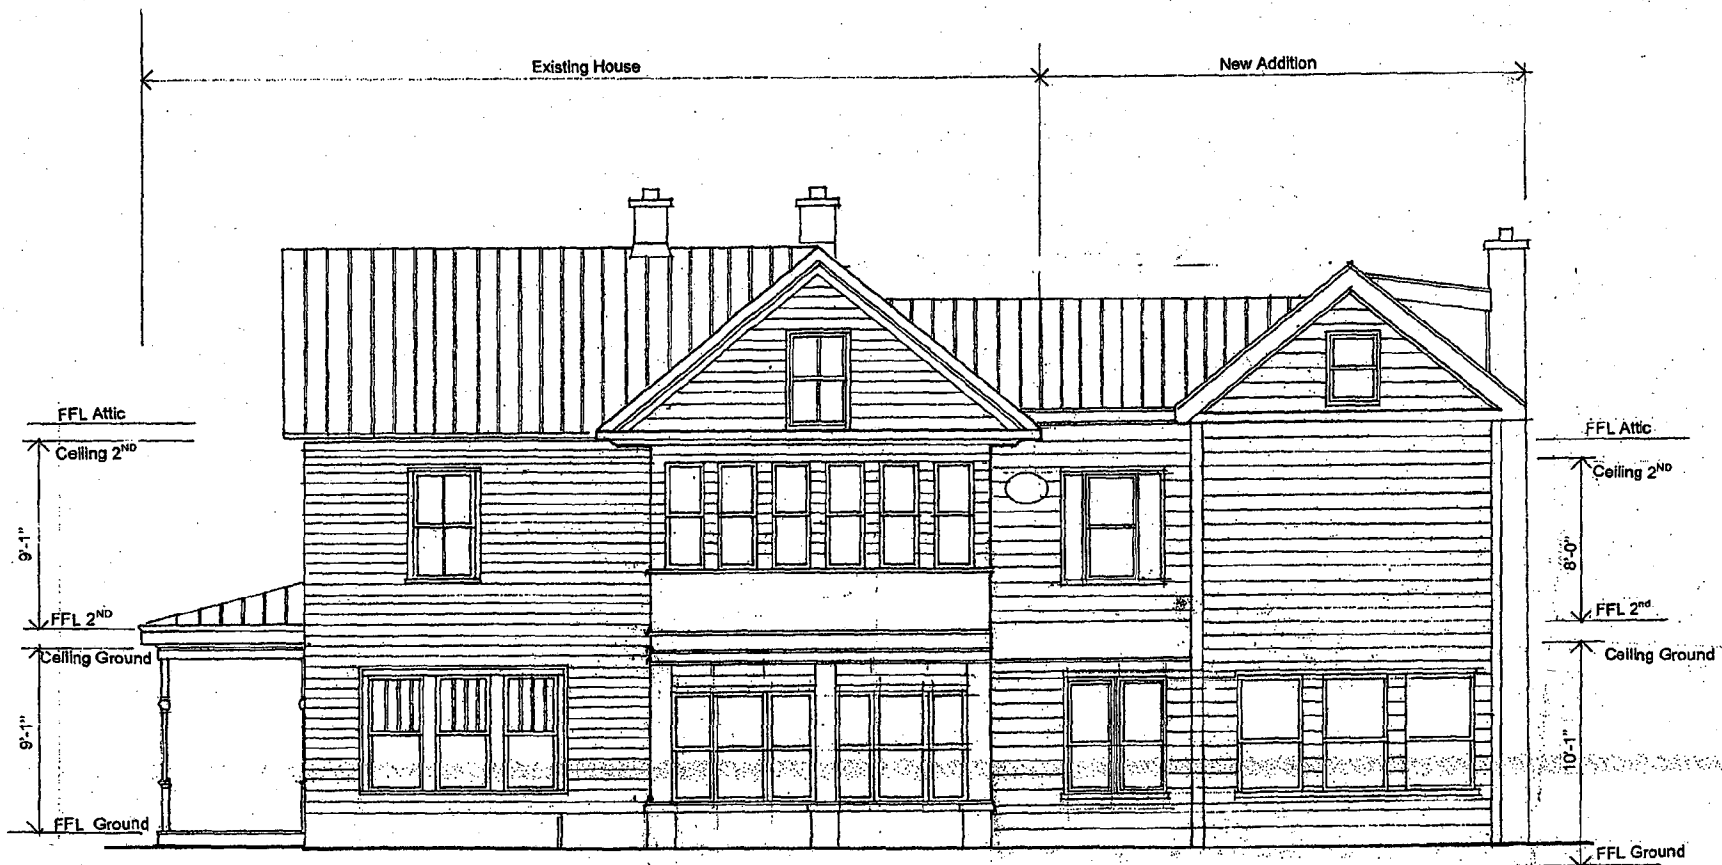 Existing House
New Addition
FFL Attic
Ceiling 2ND
9'-1"
FFL 2ND
Ceiling Ground
9'-1"
FFL Ground
FFL Attic
Ceiling 2ND
8'-0"
FFL 2nd
Ceiling Ground
10'-1"
FFL Ground